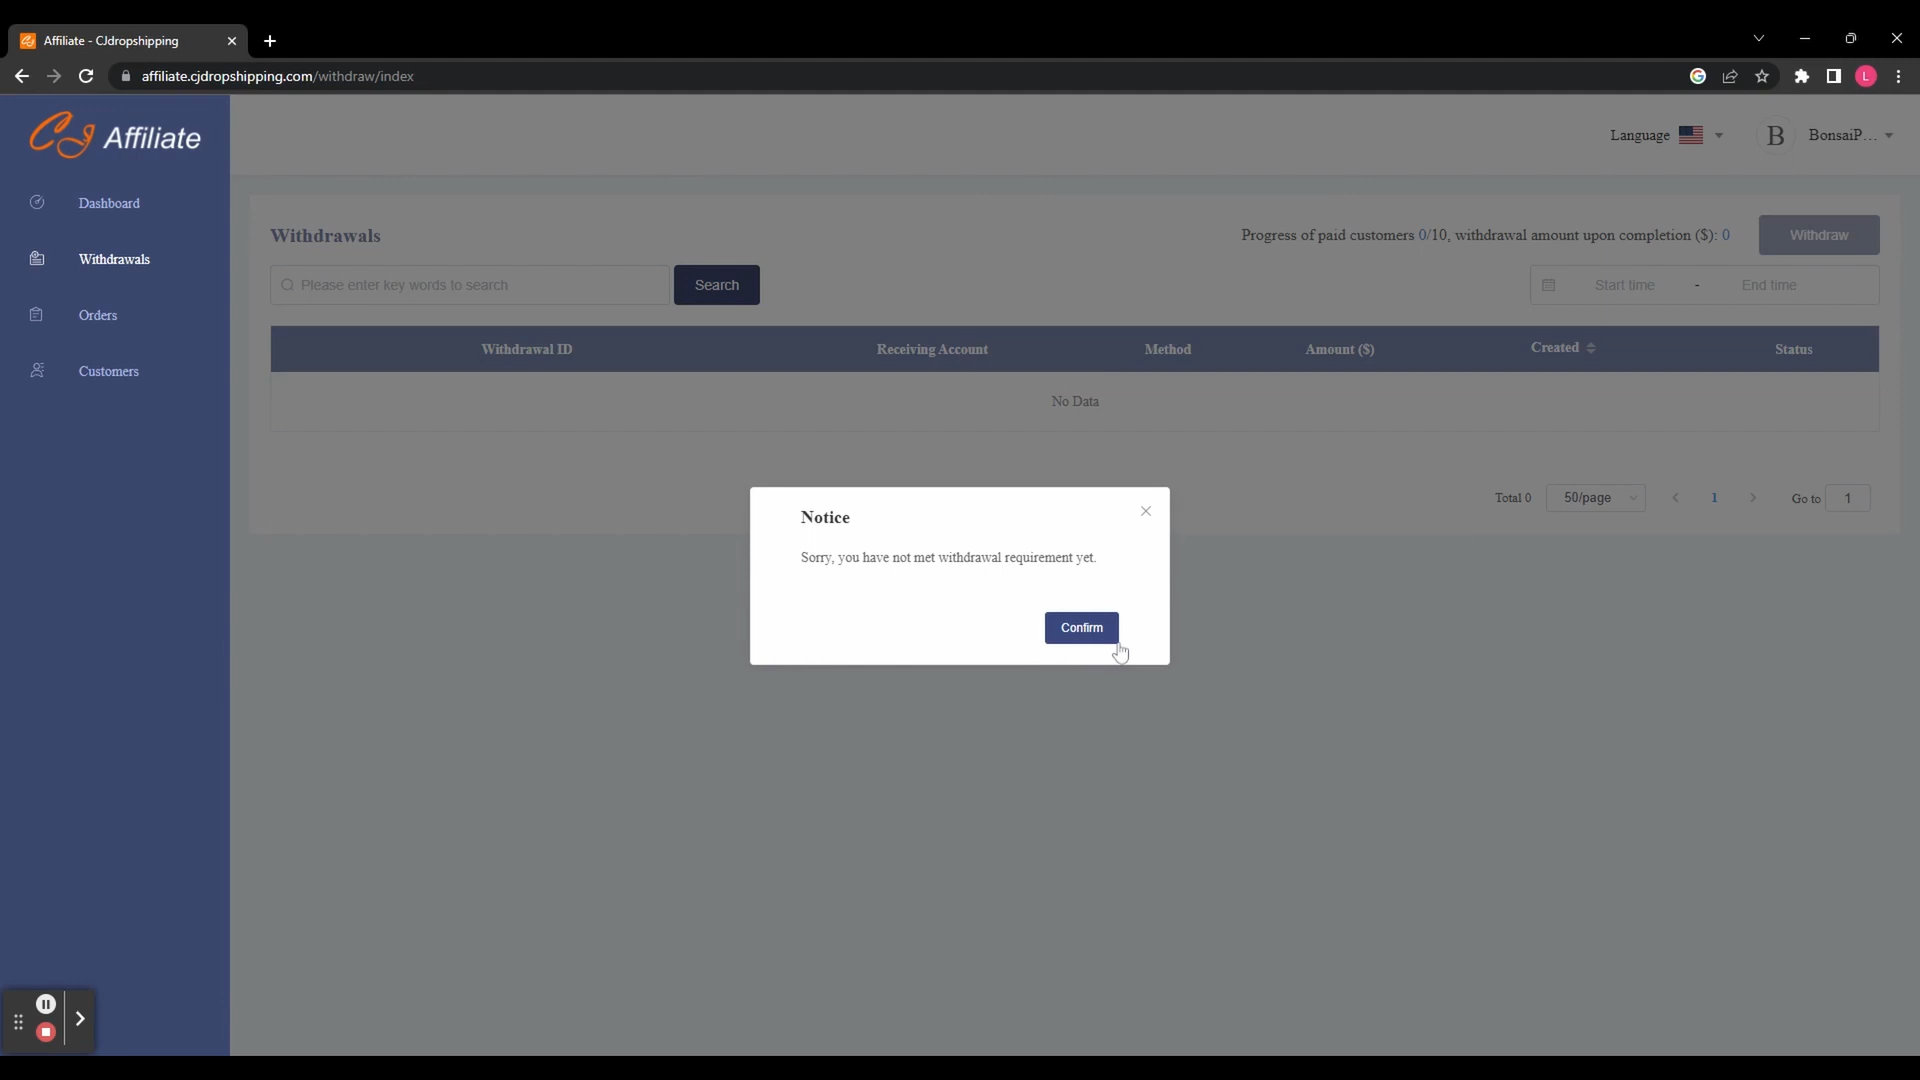 Affiliate - CJdropshipping
affiliate.cjdropshipping.com/withdraw/index
L
CJ Affiliate
Language
B
BonsaiP...
Dashboard
Withdrawals
Orders
Customers
Withdrawals
Progress of paid customers 0/10, withdrawal amount upon completion ($): 0
Withdraw
Please enter key words to search
Search
Start time - End time
Withdrawal ID
Receiving Account
Method
Amount ($)
Created
Status
No Data
Total 0
50/page
1
Go to
1
Notice
Sorry, you have not met withdrawal requirement yet.
Confirm